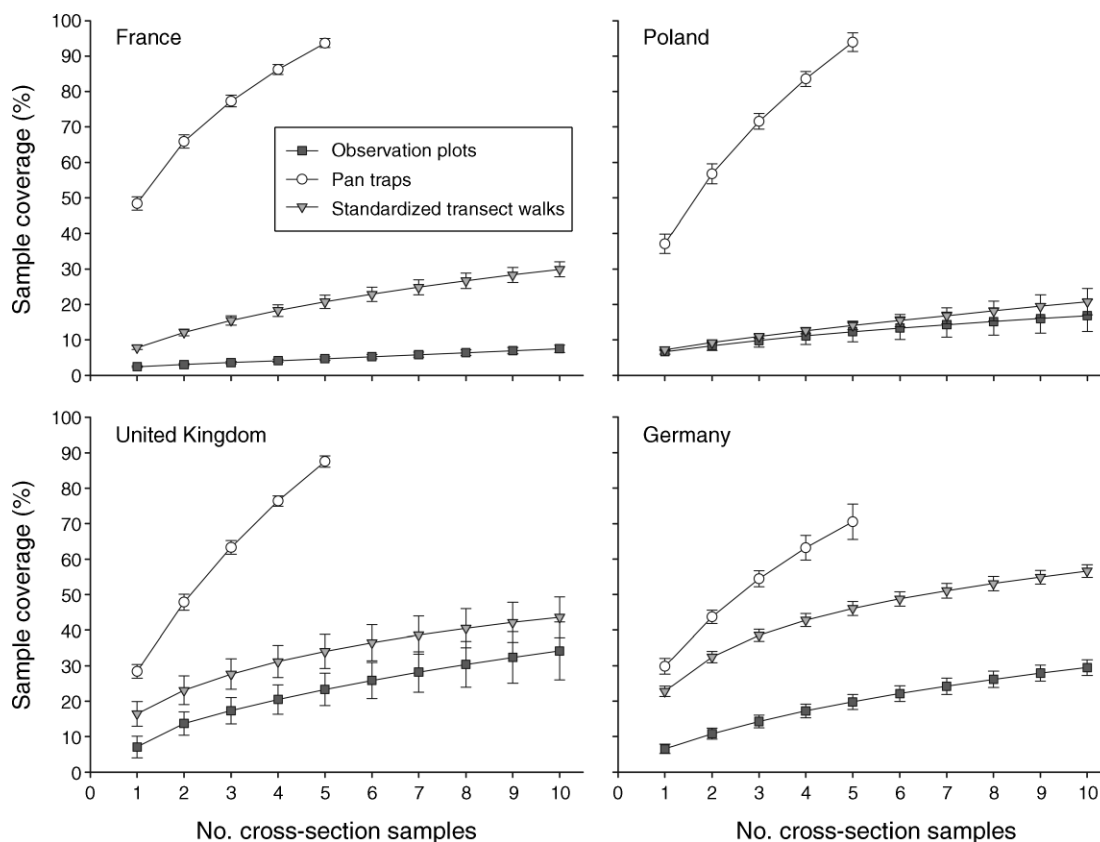 100
90
80
70
60
50
40
30
20
10
0
Sample coverage (%)
France
Observation plots
Pan traps
Standardized transect walks
Poland
100
90
80
70
60
50
40
30
20
10
0
Sample coverage (%)
United Kingdom
0 1 2 3 4 5 6 7 8 9 10
No. cross-section samples
Germany
0 1 2 3 4 5 6 7 8 9 10
No. cross-section samples